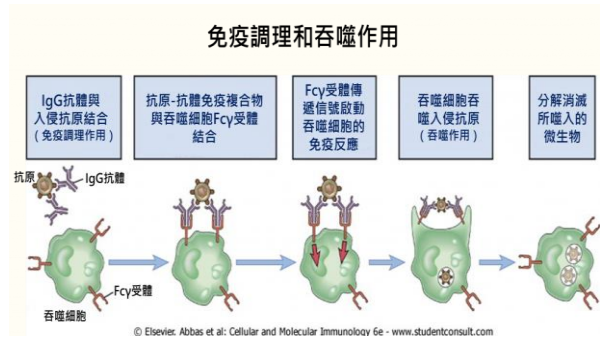 免疫調理和吞噬作用
IgG抗體與
入侵抗原結合
（免疫調理作用）
抗原-抗體免疫複合物
與吞噬細胞Fcγ受體
結合
Fcγ受體傳
遞信號啟動
吞噬細胞的
免疫反應
吞噬細胞吞
噬入侵抗原
（吞噬作用）
分解消滅
所噬入的
微生物
抗原
IgG抗體
Fcγ受體
吞噬細胞
© Elsevier. Abbas et al: Cellular and Molecular Immunology 6e - www.studentconsult.com